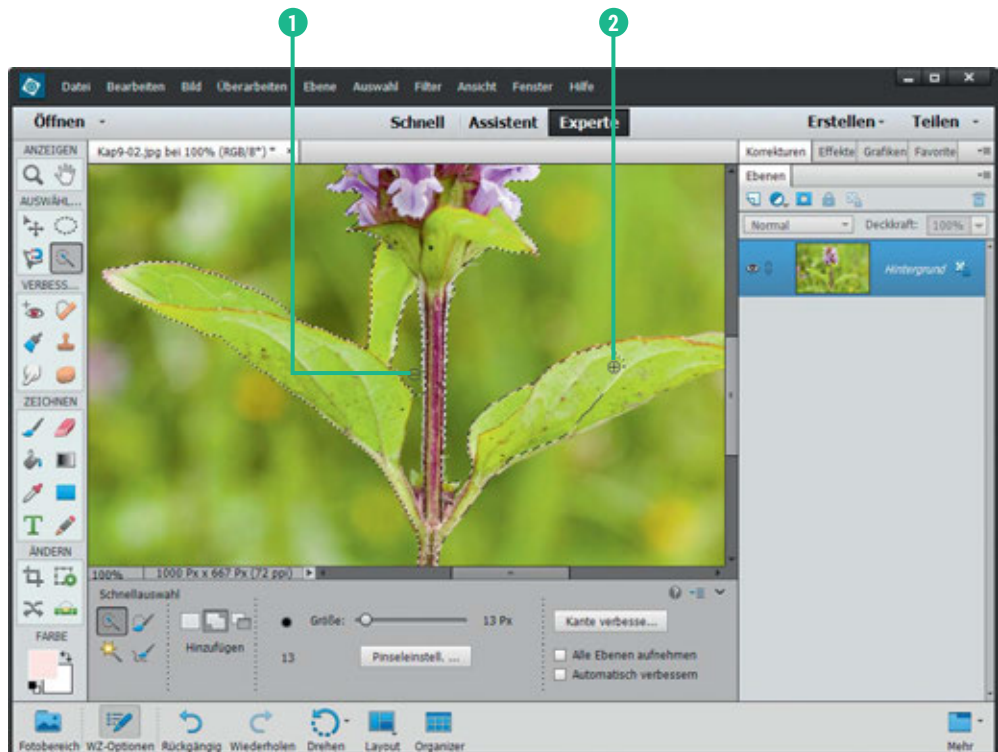 1 2
Datei Bearbeiten Bild Überarbeiten Ebene Auswahl Filter Ansicht Fenster Hilfe
Öffnen Schnell Assistent Experte Erstellen Teilen
ANZEIGEN
Kap9-02.jpg bei 100% (RGB/8*) * ×
Korrekturen Effekte Grafiken Favorite
Ebenen
AUSWÄHL...
Normal Deckkraft: 100%
Hintergrund
VERBESS...
ZEICHNEN
T
ÄNDERN
100% 1000 Px x 667 Px (72 ppi)
Schnellauswahl
FARBE
Größe: 13 Px
Kante verbesse...
Hinzufügen
13
Pinseleinstell. ...
Alle Ebenen aufnehmen
Automatisch verbessern
Fotobereich WZ-Optionen Rückgängig Wiederholen Drehen Layout Organizer Mehr